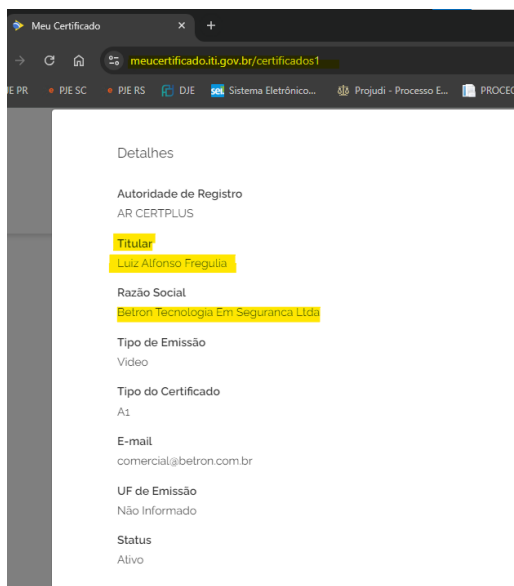 Meu Certificado
meucertificado.iti.gov.br/certificados1
PJE SC PJE RS DJE sei Sistema Eletrônico... Projudi - Processo E...
Detalhes
Autoridade de Registro
AR CERTPLUS
Titular
Luiz Alfonso Fregulia
Razão Social
Betron Tecnologia Em Seguranca Ltda
Tipo de Emissão
Video
Tipo do Certificado
A1
E-mail
comercial@betron.com.br
UF de Emissão
Não Informado
Status
Ativo